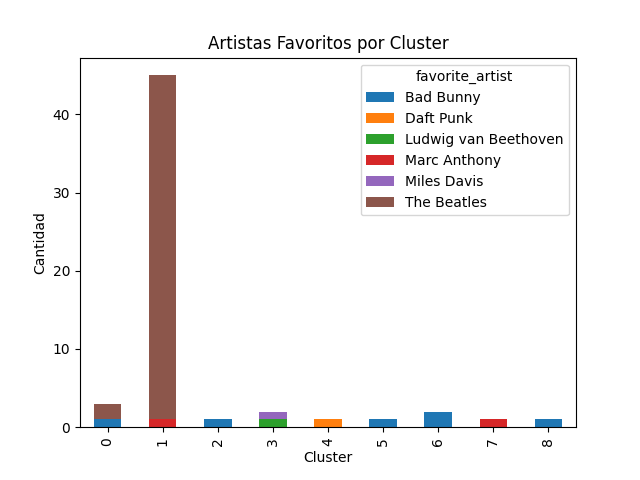 Artistas Favoritos por Cluster
favorite_artist
Bad Bunny
Daft Punk
Ludwig van Beethoven
Marc Anthony
Miles Davis
The Beatles
Cantidad
40
30
20
10
0
0 1 2 3 4 5 6 7 8
Cluster